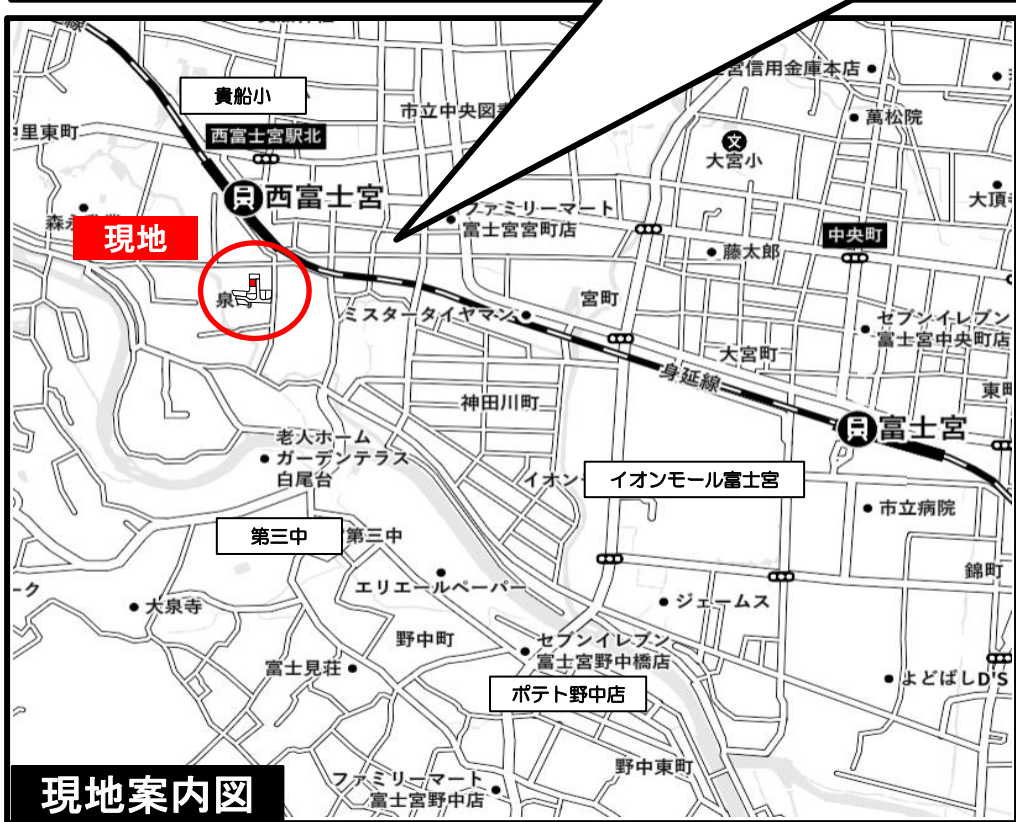 貴船小
西富士宮駅北
西富士宮
市立中央図
宮信用金庫本店
萬松院
文
大宮小
大頂
里東町
森永
現地
ファミリーマート
富士宮宮町店
藤太郎
中央町
泉
ミスタータイヤマン
宮町
セブンイレブン
富士宮中央町店
大宮町
東町
身延線
神田川町
富士宮
老人ホーム
ガーデンテラス
白尾台
イオン
イオンモール富士宮
市立病院
第三中
第三中
エリエールペーパー
錦町
ーク
大泉寺
ジェームス
野中町
セブンイレブン
富士宮野中橋店
富士見荘
ポテト野中店
よどばしD'S
野中東町
ファミリーマート
富士宮野中店
現地案内図